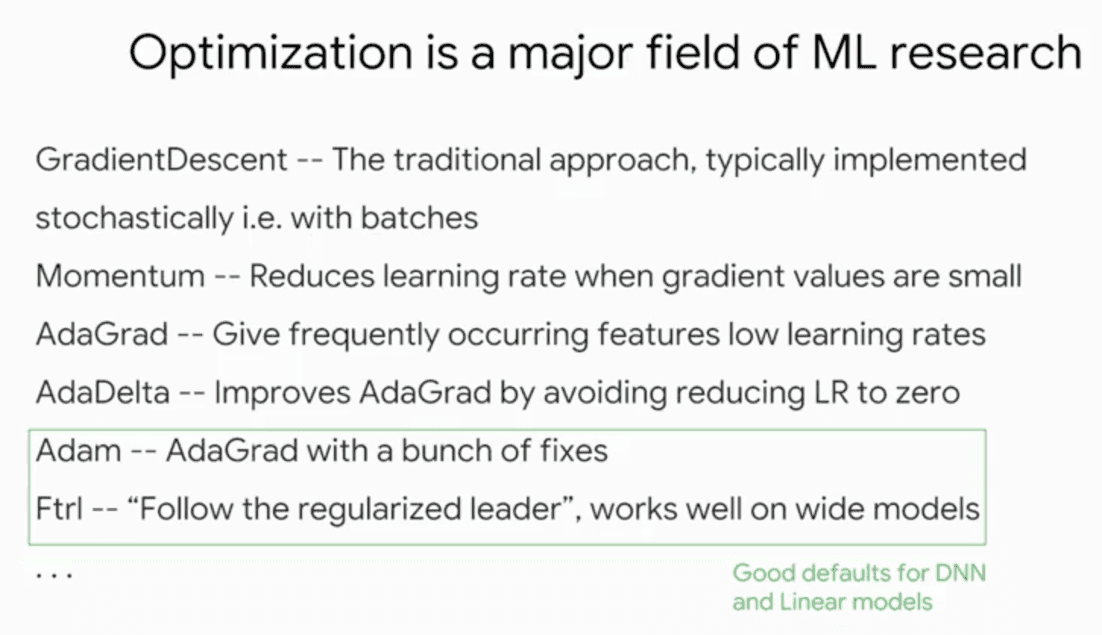 Optimization is a major field of ML research
GradientDescent -- The traditional approach, typically implemented
stochastically i.e. with batches
Momentum -- Reduces learning rate when gradient values are small
AdaGrad -- Give frequently occurring features low learning rates
AdaDelta -- Improves AdaGrad by avoiding reducing LR to zero
Adam -- AdaGrad with a bunch of fixes
Ftrl -- “Follow the regularized leader”, works well on wide models
. . .
Good defaults for DNN
and Linear models